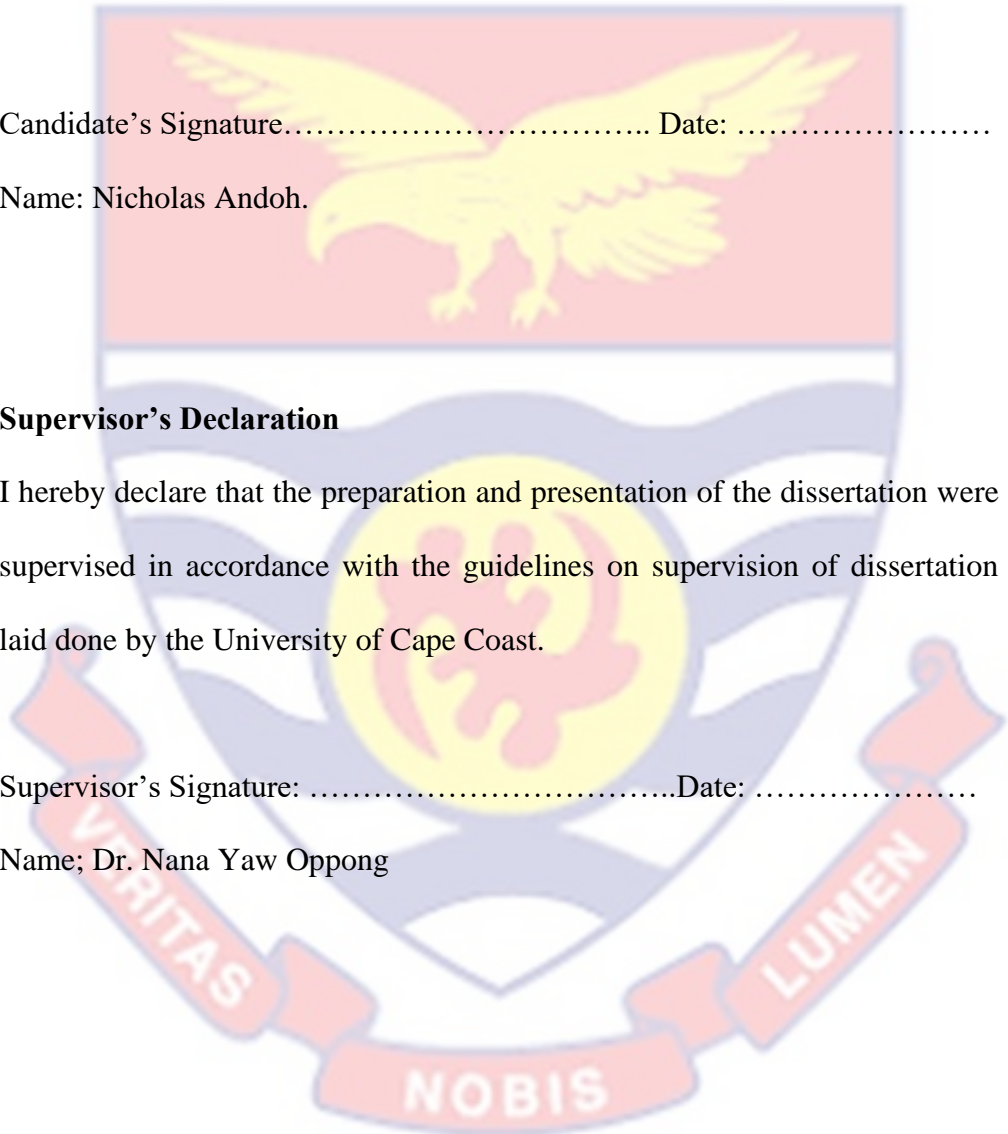 Candidate’s Signature…………………………….. Date: ……………………
Name: Nicholas Andoh.
Supervisor’s Declaration
I hereby declare that the preparation and presentation of the dissertation were
supervised in accordance with the guidelines on supervision of dissertation
laid done by the University of Cape Coast.
Supervisor’s Signature: ……………………………..Date: …………………
Name; Dr. Nana Yaw Oppong
VERITAS
NOBIS
LUMEN